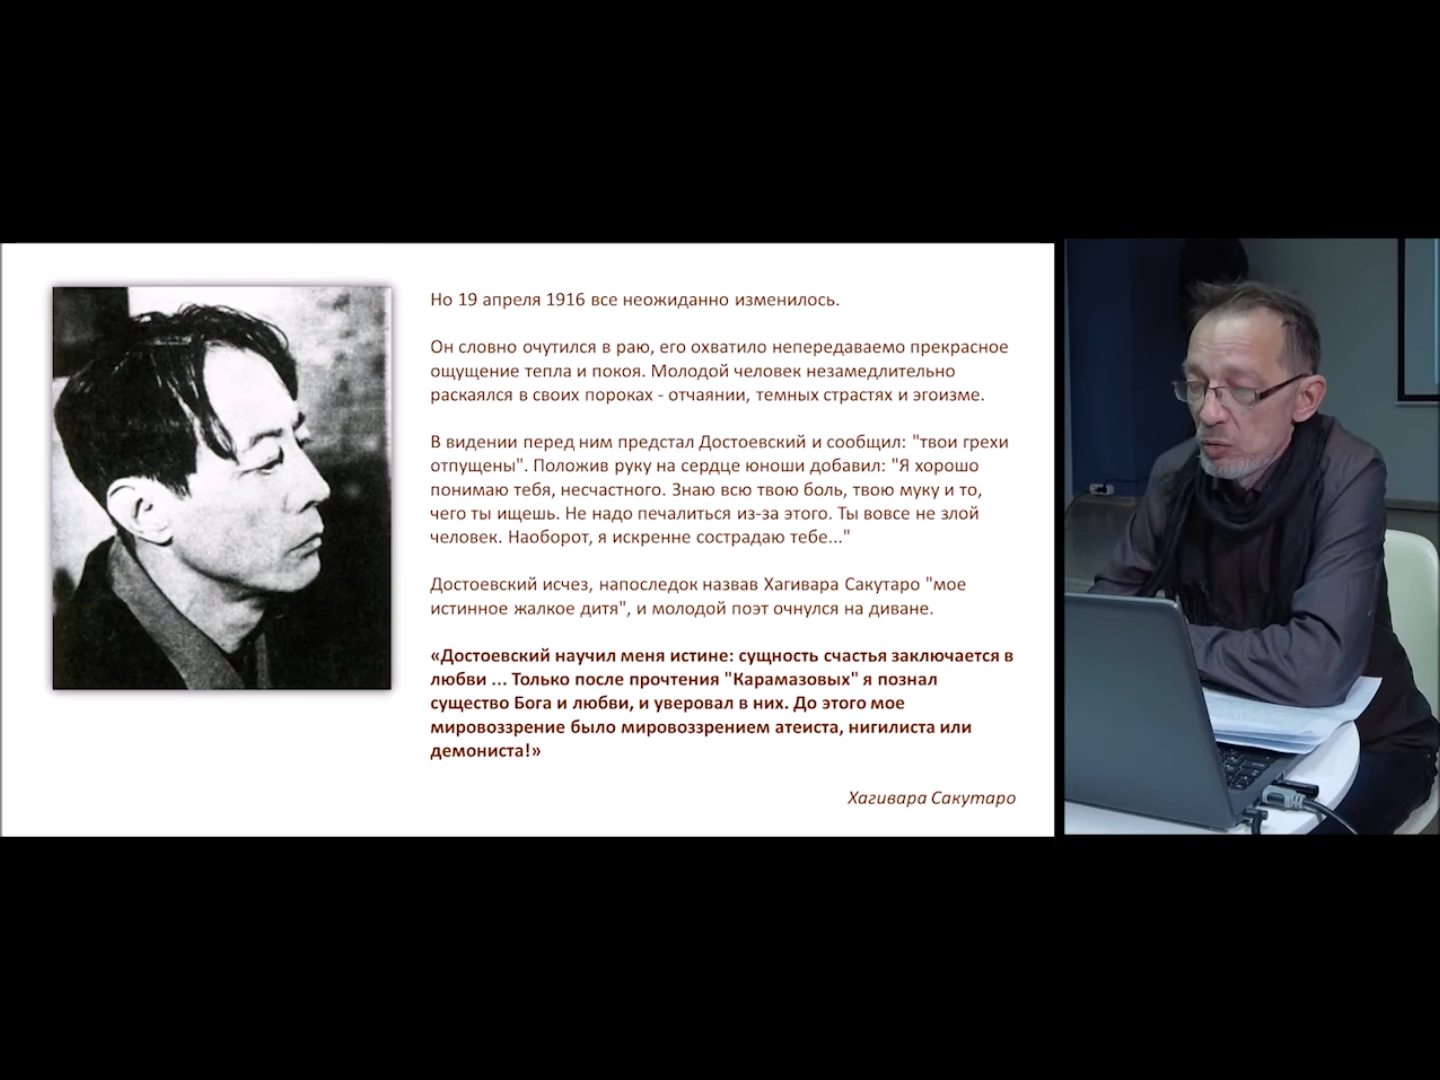 Но 19 апреля 1916 все неожиданно изменилось.
Он словно очутился в раю, его охватило непередаваемо прекрасное
ощущение тепла и покоя. Молодой человек незамедлительно
раскаялся в своих пороках - отчаянии, темных страстях и эгоизме.
В видении перед ним предстал Достоевский и сообщил: "твои грехи
отпущены". Положив руку на сердце юноши добавил: "Я хорошо
понимаю тебя, несчастного. Знаю всю твою боль, твою муку и то,
чего ты ищешь. Не надо печалиться из-за этого. Ты вовсе не злой
человек. Наоборот, я искренне сострадаю тебе..."
Достоевский исчез, напоследок назвав Хагивара Сакутаро "мое
истинное жалкое дитя", и молодой поэт очнулся на диване.
«Достоевский научил меня истине: сущность счастья заключается в
любви ... Только после прочтения "Карамазовых" я познал
существо Бога и любви, и уверовал в них. До этого мое
мировоззрение было мировоззрением атеиста, нигилиста или
демониста!»
Хагивара Сакутаро